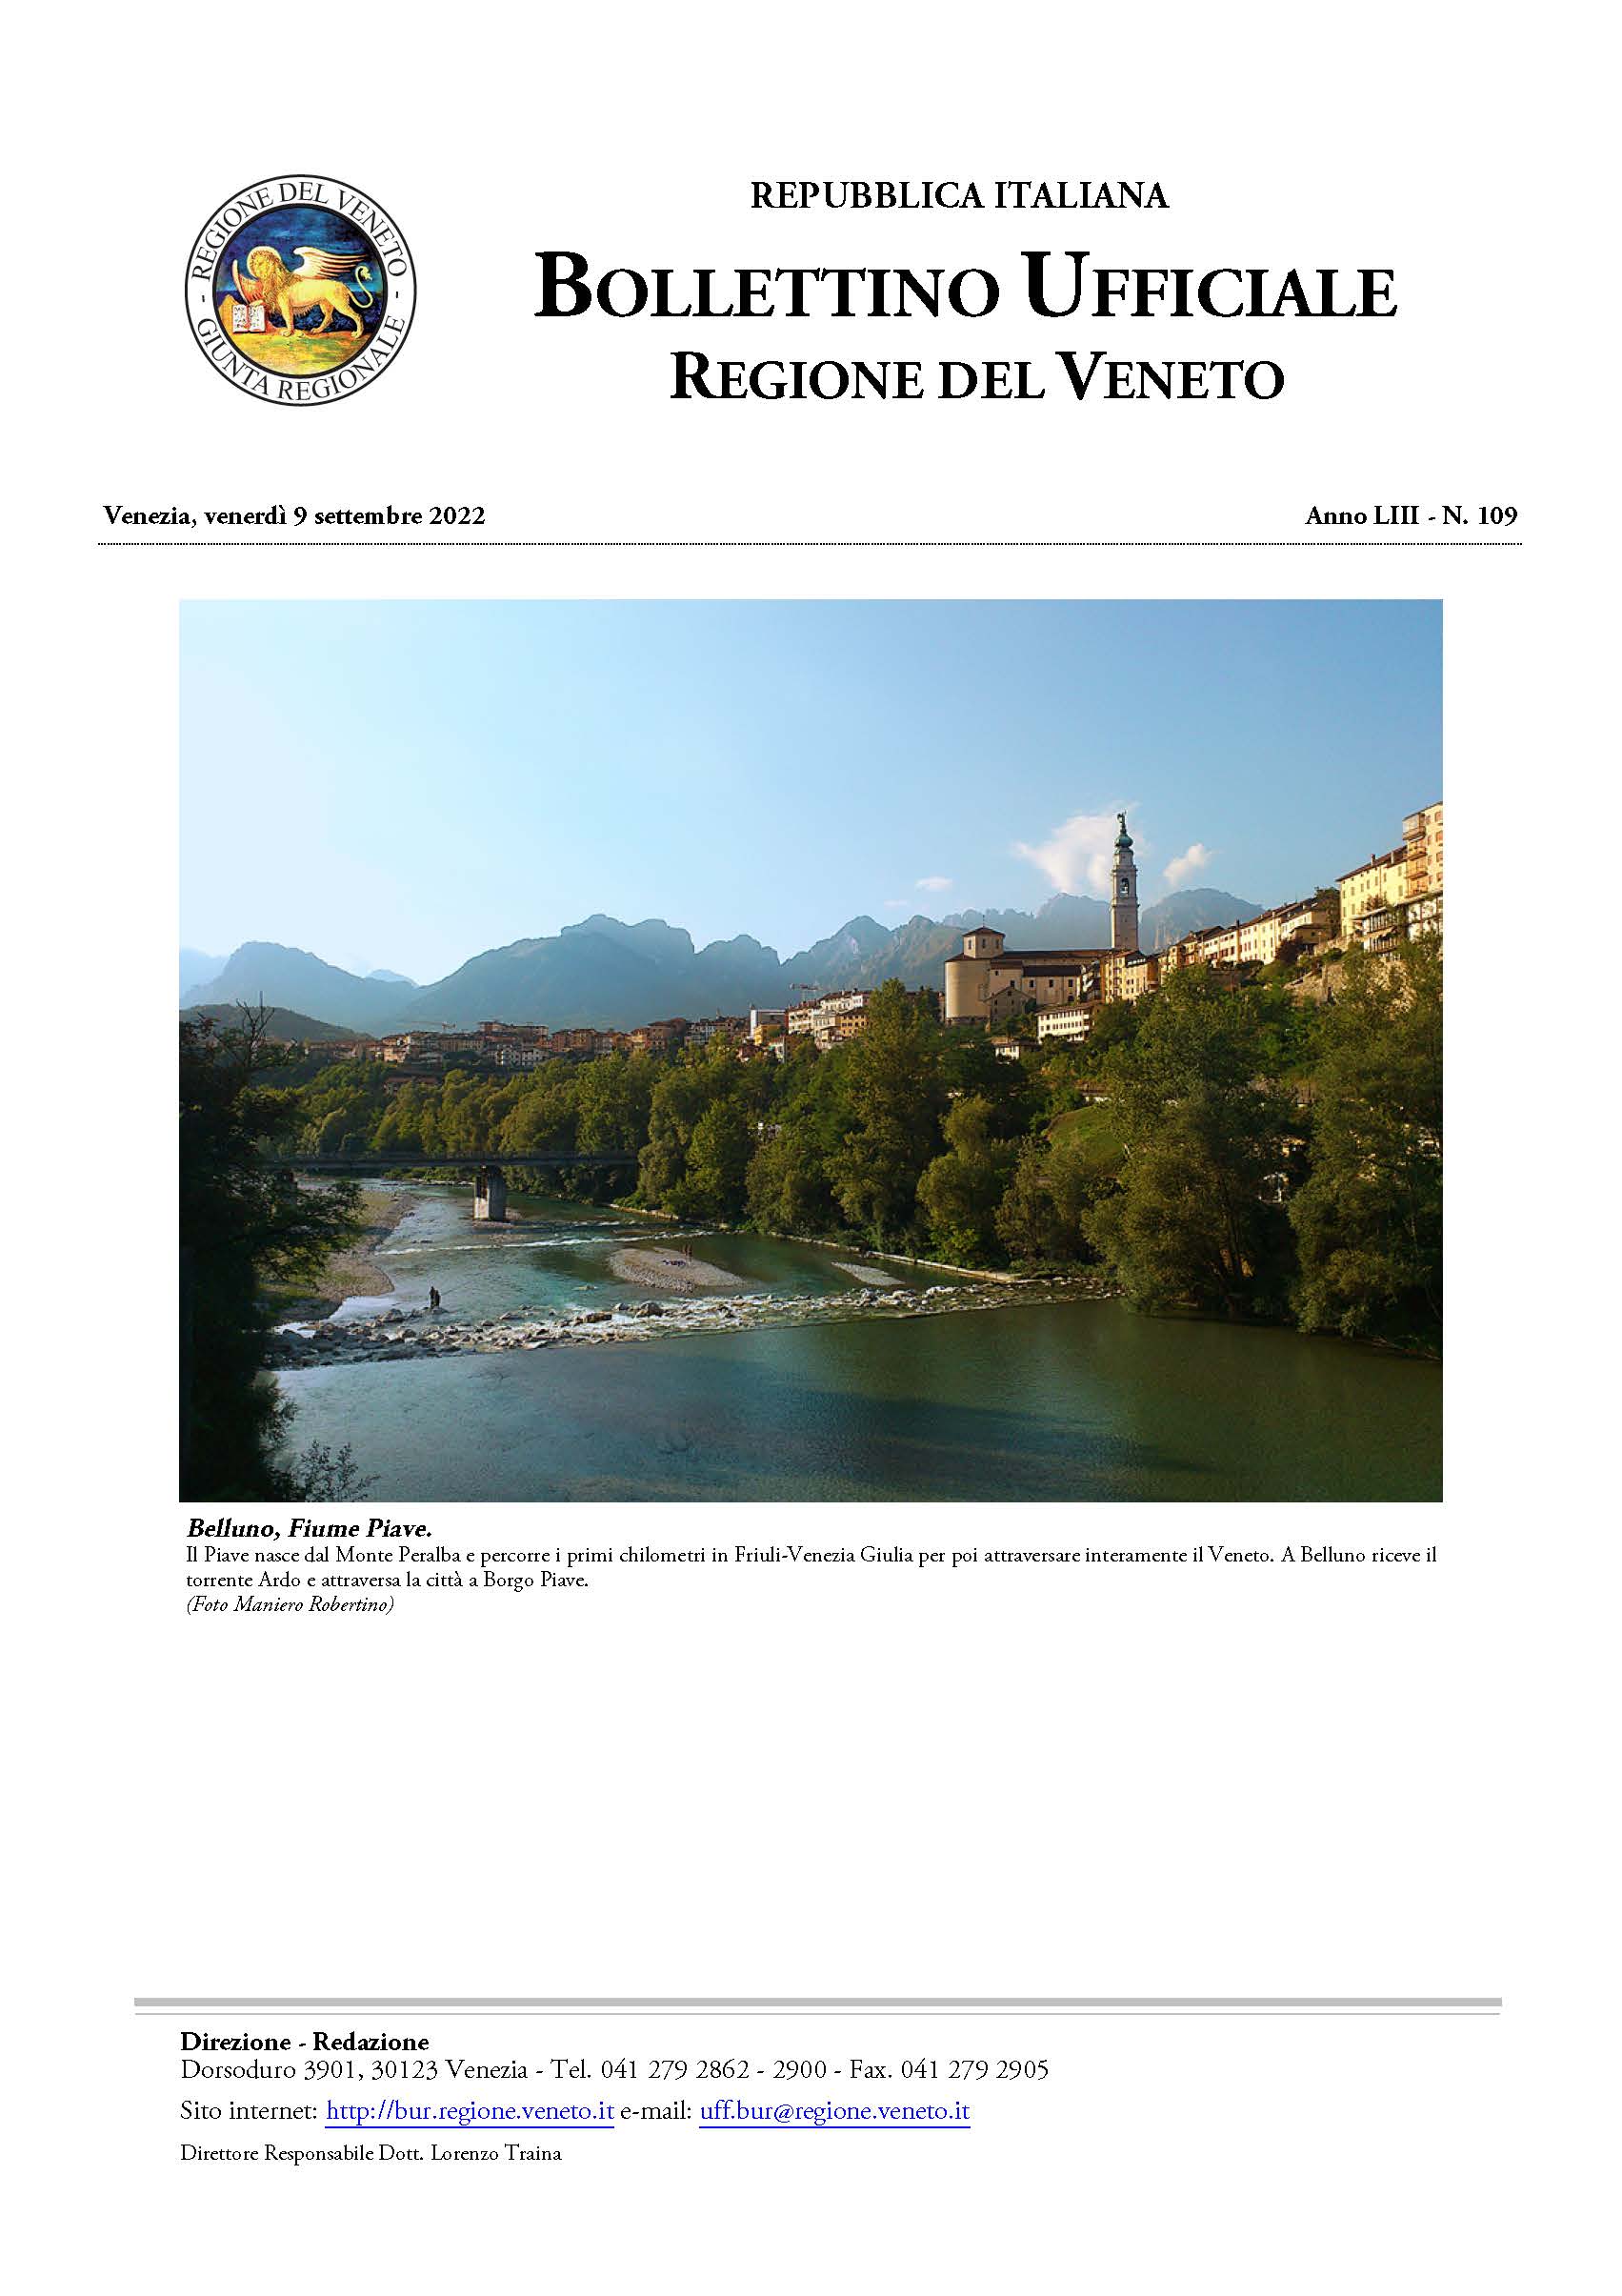 REGIONE DEL VENETO
- GIUNTA REGIONALE -
REPUBBLICA ITALIANA
BOLLETTINO UFFICIALE
REGIONE DEL VENETO
Venezia, venerdì 9 settembre 2022
Anno LIII - N. 109
Belluno, Fiume Piave.
Il Piave nasce dal Monte Peralba e percorre i primi chilometri in Friuli-Venezia Giulia per poi attraversare interamente il Veneto. A Belluno riceve il
torrente Ardo e attraversa la città a Borgo Piave.
(Foto Maniero Robertino)
Direzione - Redazione
Dorsoduro 3901, 30123 Venezia - Tel. 041 279 2862 - 2900 - Fax. 041 279 2905
Sito internet: http://bur.regione.veneto.it e-mail: uff.bur@regione.veneto.it
Direttore Responsabile Dott. Lorenzo Traina